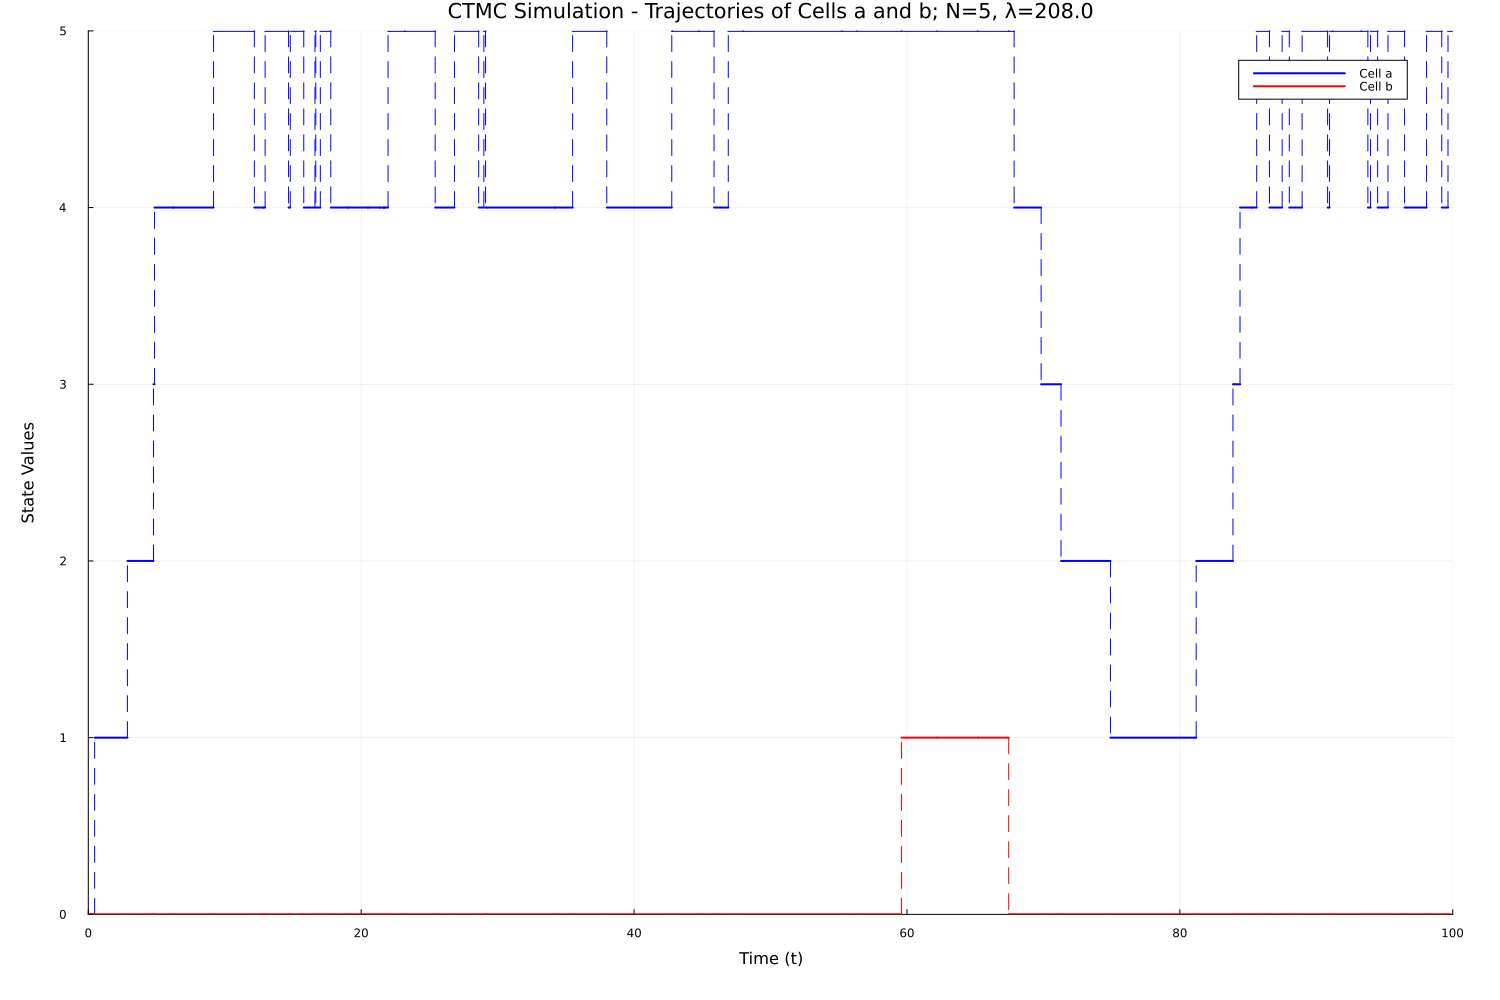 CTMC Simulation - Trajectories of Cells a and b; N=5, λ=208.0
5
Cell a
Cell b
4
3
State Values
2
1
0
0 20 40 60 80 100
Time (t)